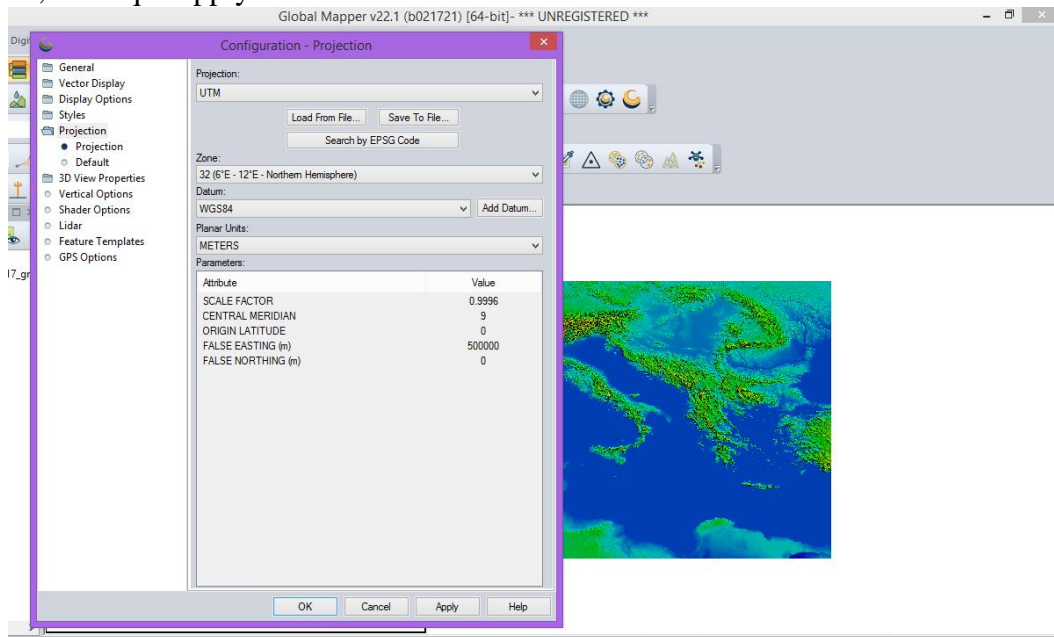 Global Mapper v22.1 (b021721) [64-bit]- *** UNREGISTERED ***
Configuration - Projection
General
Vector Display
Display Options
Styles
Projection
Projection
Default
3D View Properties
Vertical Options
Shader Options
Lidar
Feature Templates
GPS Options
Projection:
UTM
Load From File... Save To File...
Search by EPSG Code
Zone:
32 (6°E - 12°E - Northern Hemisphere)
Datum:
WGS84 Add Datum...
Planar Units:
METERS
Parameters:
Attribute Value
SCALE FACTOR 0.9996
CENTRAL MERIDIAN 9
ORIGIN LATITUDE 0
FALSE EASTING (m) 500000
FALSE NORTHING (m) 0
OK Cancel Apply Help